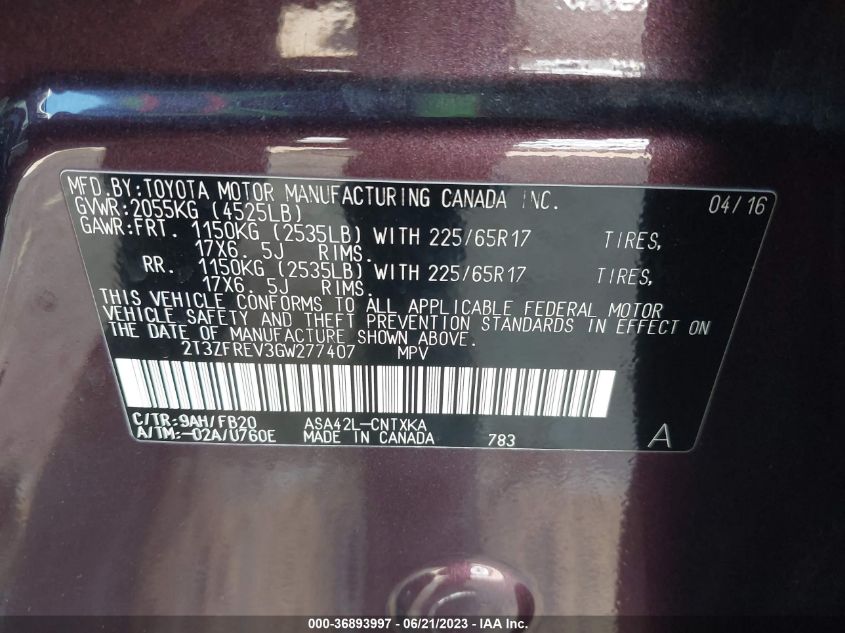 MFD.BY:TOYOTA MOTOR MANUFACTURING CANADA INC. 04/16
GVWR:2055KG (4525LB)
GAWR:FRT. 1150KG (2535LB) WITH 225/65R17 TIRES,
17X6. 5J RIMS.
RR. 1150KG (2535LB) WITH 225/65R17 TIRES,
17X6. 5J RIMS.
THIS VEHICLE CONFORMS TO ALL APPLICABLE FEDERAL MOTOR
VEHICLE SAFETY AND THEFT PREVENTION STANDARDS IN EFFECT ON
THE DATE OF MANUFACTURE SHOWN ABOVE.
2T3ZFREV3GW277407 MPV
C/TR:9AH/FB20 ASA42L-CNTXKA
A/TM:-02A/U760E MADE IN CANADA 783 A
000-36893997 - 06/21/2023 - IAA Inc.